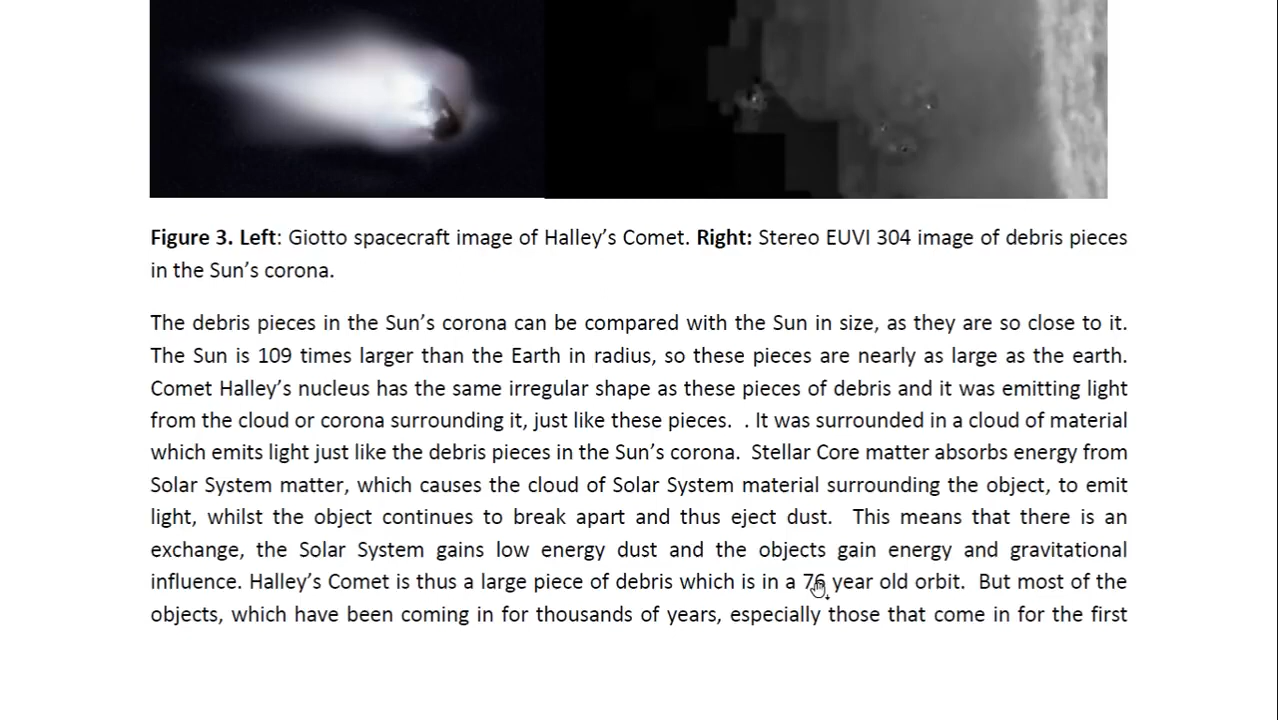 Figure 3. Left: Giotto spacecraft image of Halley’s Comet. Right: Stereo EUVI 304 image of debris pieces
in the Sun’s corona.
The debris pieces in the Sun’s corona can be compared with the Sun in size, as they are so close to it.
The Sun is 109 times larger than the Earth in radius, so these pieces are nearly as large as the earth.
Comet Halley’s nucleus has the same irregular shape as these pieces of debris and it was emitting light
from the cloud or corona surrounding it, just like these pieces.  . It was surrounded in a cloud of material
which emits light just like the debris pieces in the Sun’s corona.  Stellar Core matter absorbs energy from
Solar System matter, which causes the cloud of Solar System material surrounding the object, to emit
light, whilst the object continues to break apart and thus eject dust.  This means that there is an
exchange, the Solar System gains low energy dust and the objects gain energy and gravitational
influence. Halley’s Comet is thus a large piece of debris which is in a 76 year old orbit.  But most of the
objects, which have been coming in for thousands of years, especially those that come in for the first